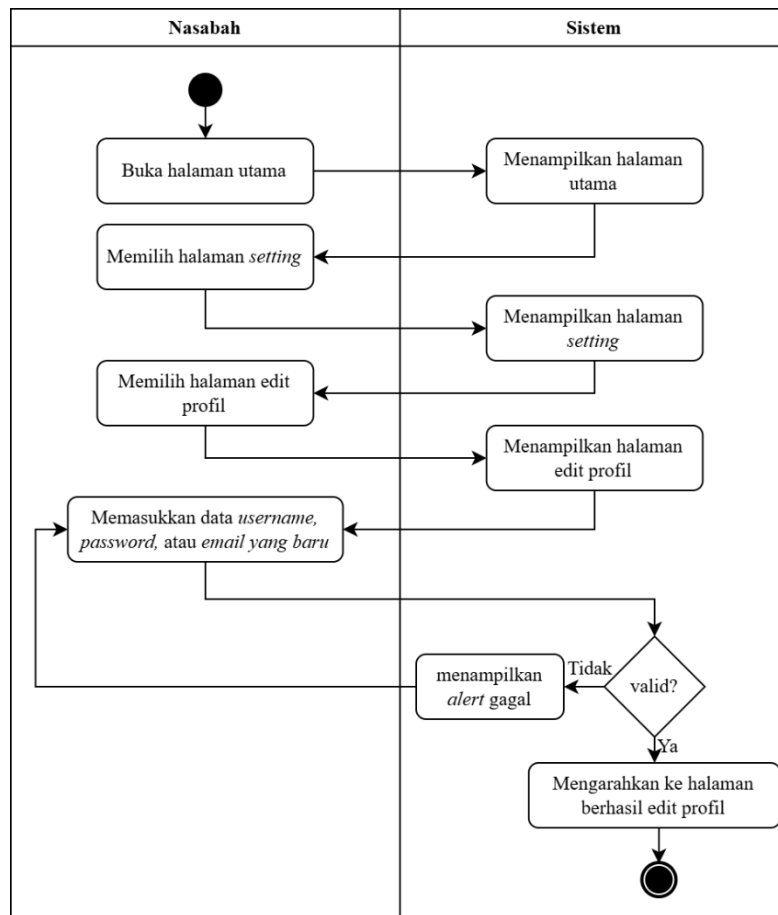 Nasabah
Sistem
Buka halaman utama
Menampilkan halaman
utama
Memilih halaman setting
Menampilkan halaman
setting
Memilih halaman edit
profil
Menampilkan halaman
edit profil
Memasukkan data username,
password, atau email yang baru
valid?
Tidak
menampilkan
alert gagal
Ya
Mengarahkan ke halaman
berhasil edit profil